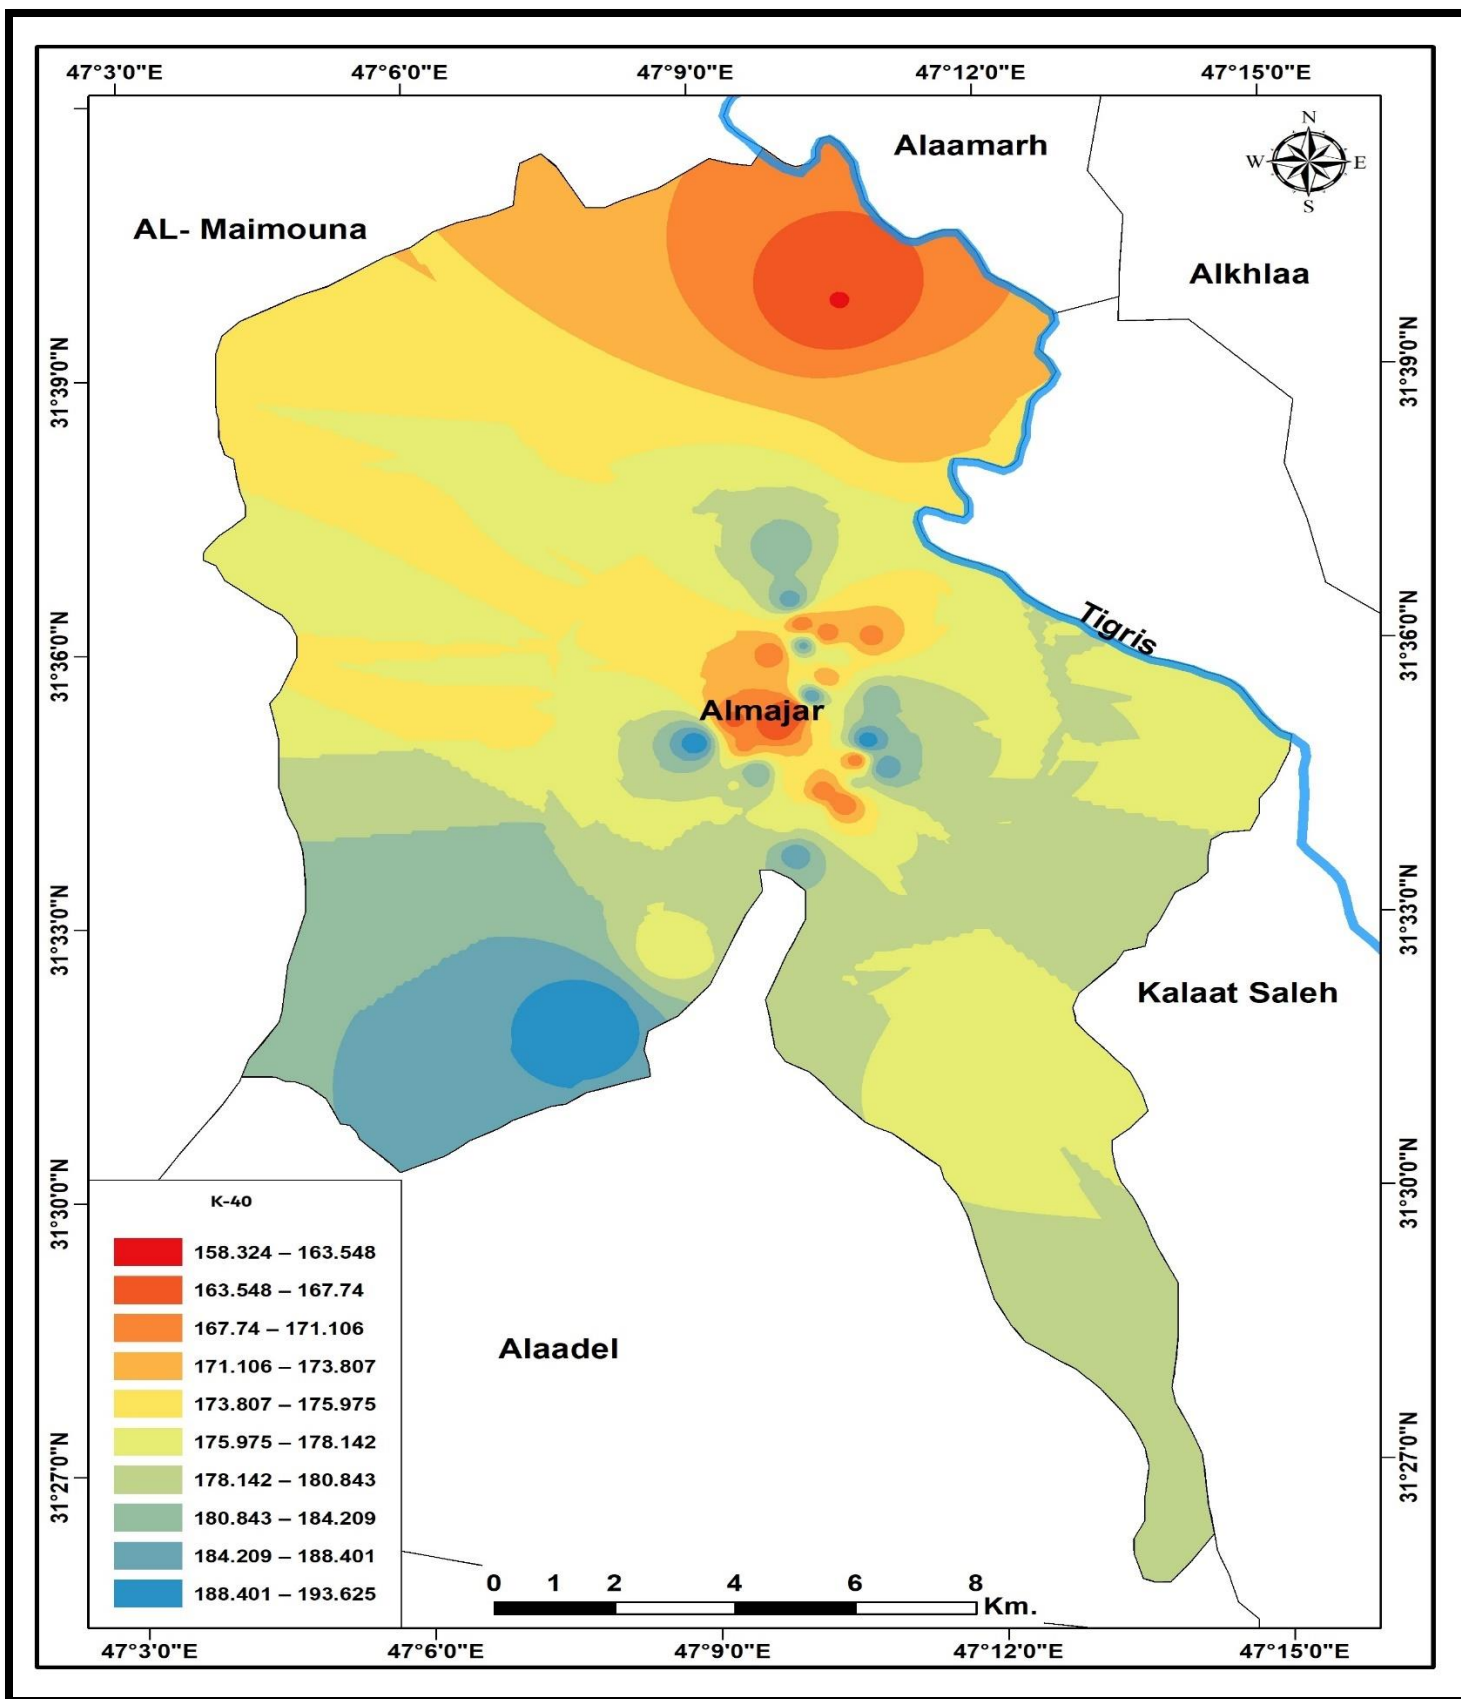 47°3'0"E 47°6'0"E 47°9'0"E 47°12'0"E 47°15'0"E
N
W E
S
Alaamarh
AL- Maimouna
Alkhlaa
31°39'0"N 31°39'0"N
Tigris
31°36'0"N 31°36'0"N
Almajar
31°33'0"N 31°33'0"N
Kalaat Saleh
31°30'0"N 31°30'0"N
Alaadel
31°27'0"N 31°27'0"N
K-40
158.324 – 163.548
163.548 – 167.74
167.74 – 171.106
171.106 – 173.807
173.807 – 175.975
175.975 – 178.142
178.142 – 180.843
180.843 – 184.209
184.209 – 188.401
188.401 – 193.625
0 1 2 4 6 8
Km.
47°3'0"E 47°6'0"E 47°9'0"E 47°12'0"E 47°15'0"E